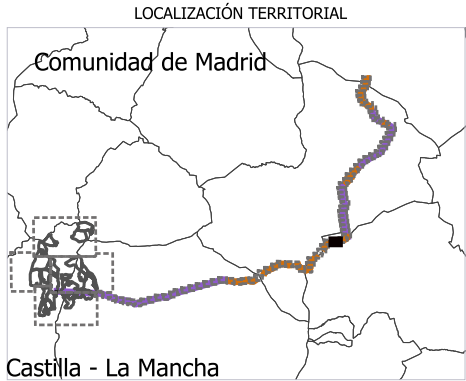 LOCALIZACIÓN TERRITORIAL
Comunidad de Madrid
Castilla - La Mancha